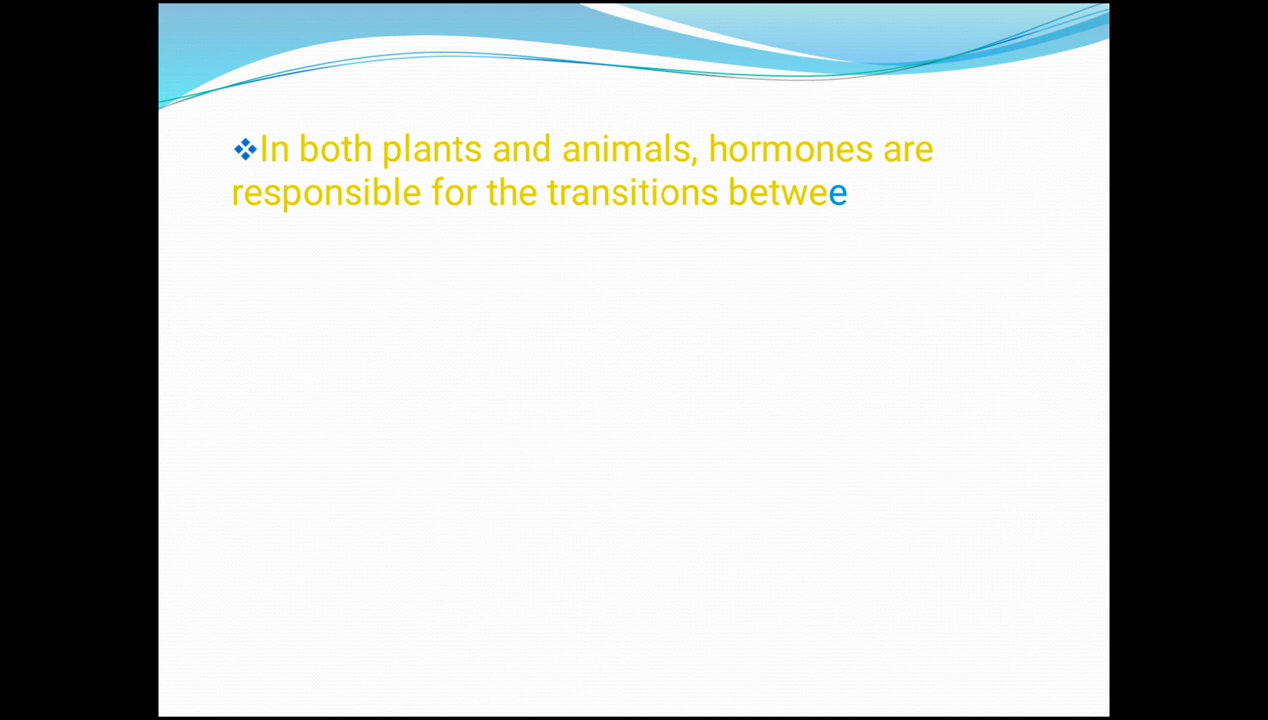 ❖In both plants and animals, hormones are
responsible for the transitions betwee